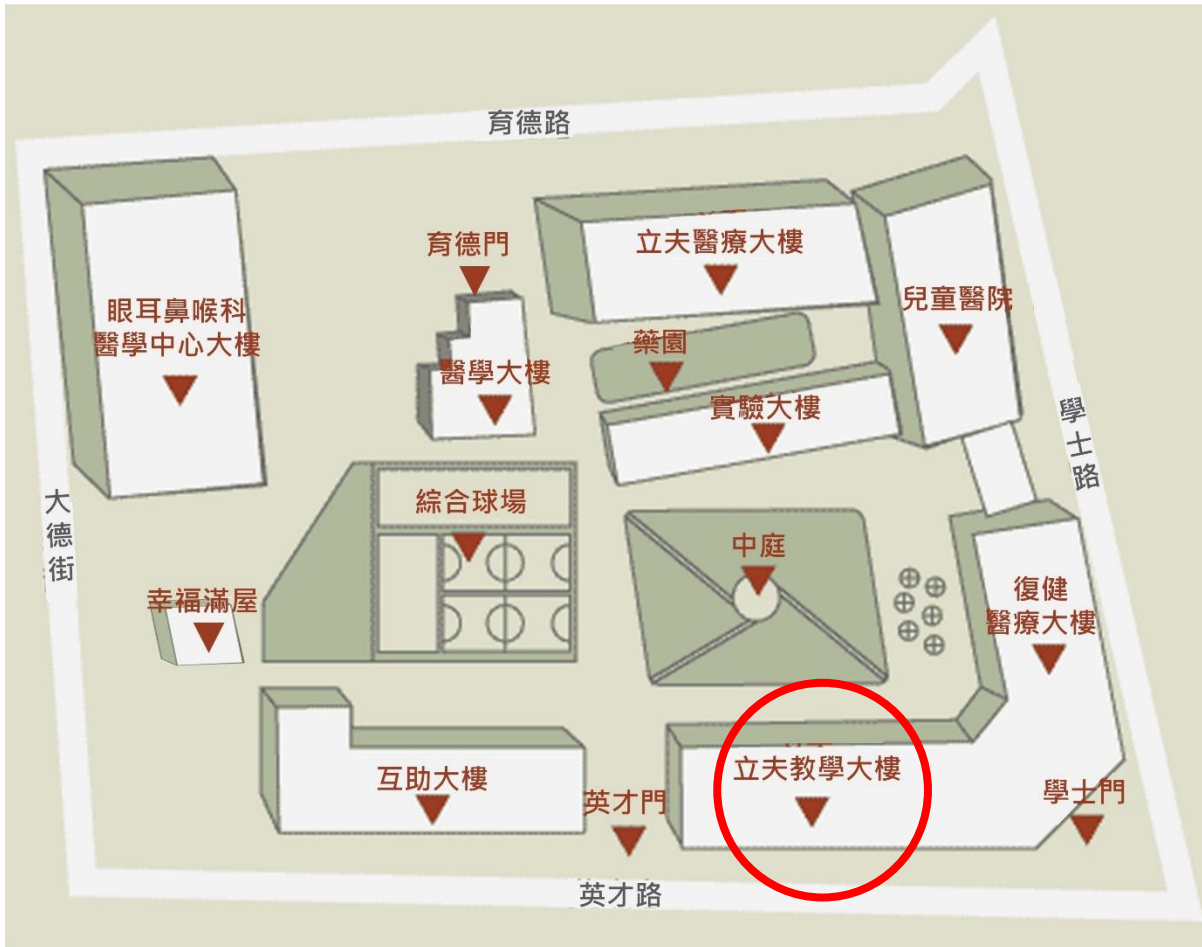 育德路
育德門
立夫醫療大樓
兒童醫院
眼耳鼻喉科
醫學中心大樓
藥園
醫學大樓
實驗大樓
學士路
綜合球場
大德街
中庭
幸福滿屋
復健
醫療大樓
互助大樓
立夫教學大樓
英才門
學士門
英才路